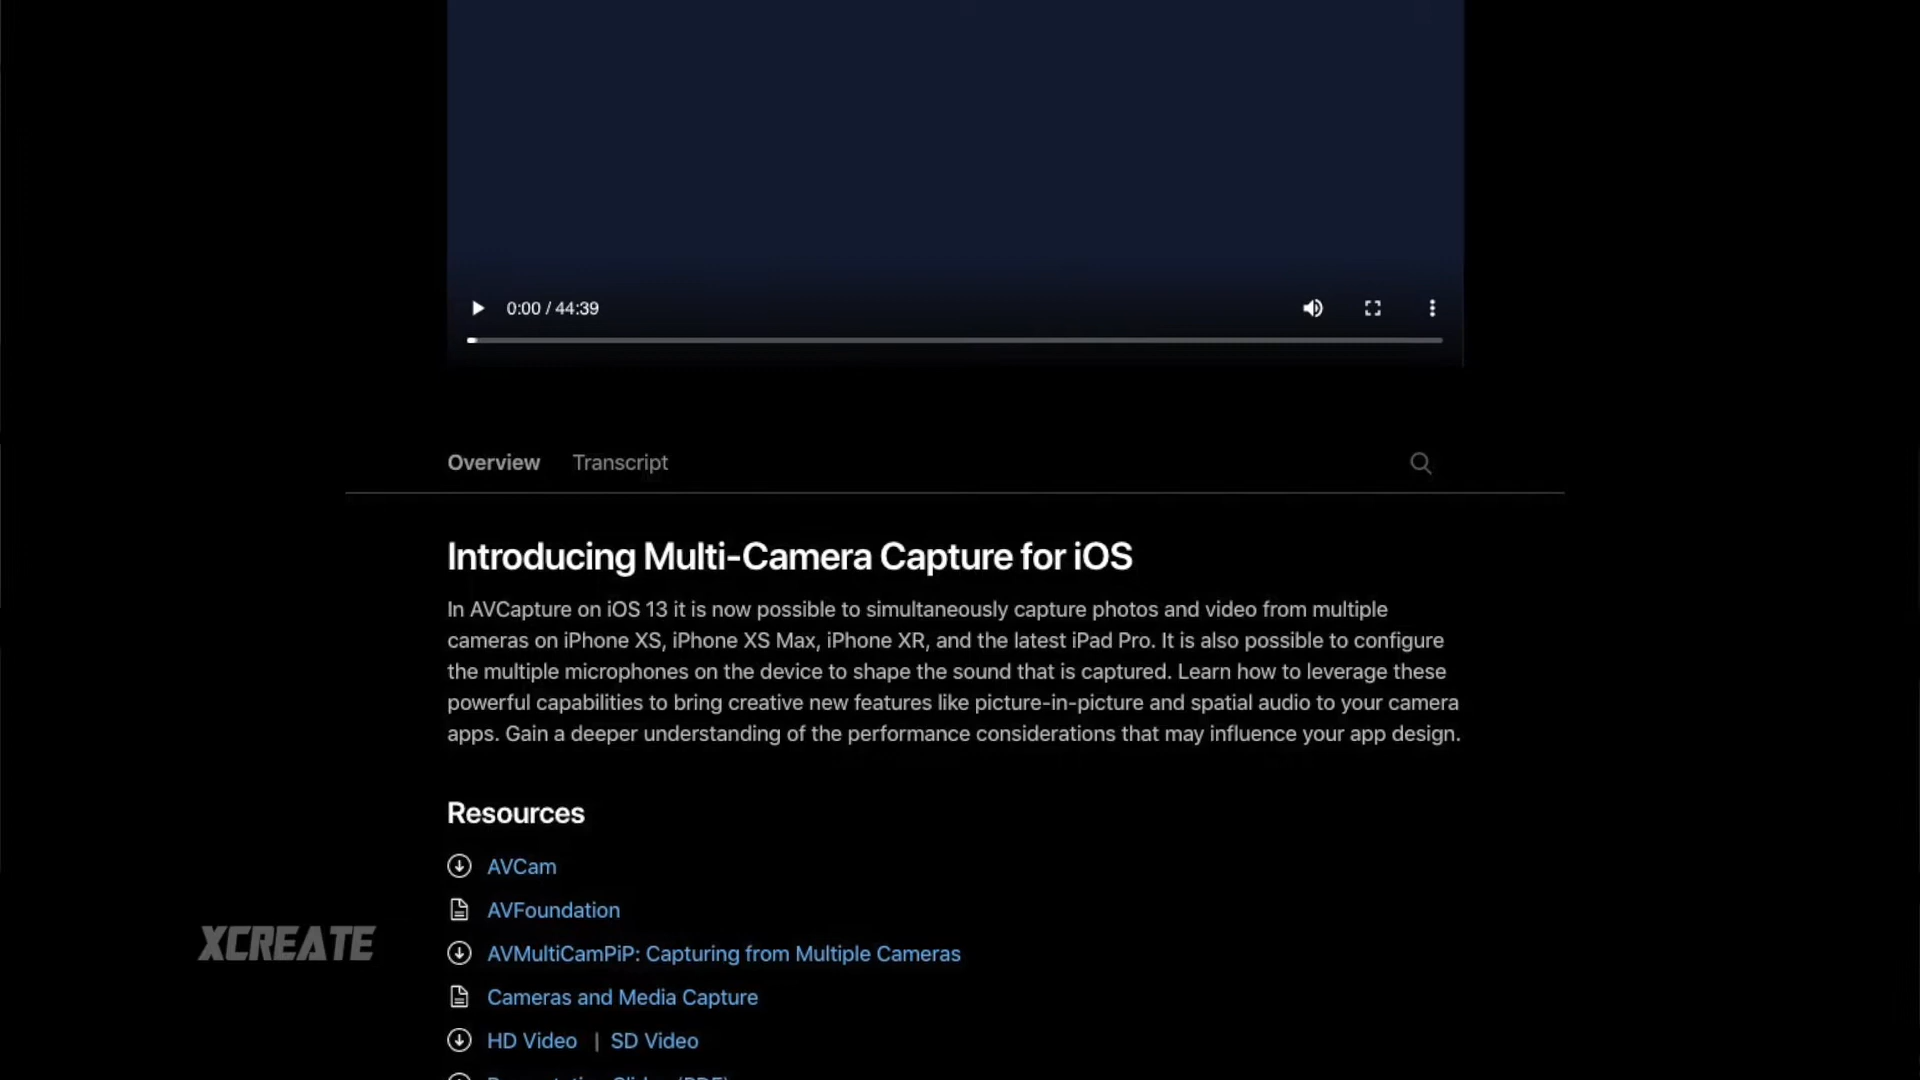 0:00 / 44:39
Overview Transcript
Introducing Multi-Camera Capture for iOS
In AVCapture on iOS 13 it is now possible to simultaneously capture photos and video from multiple
cameras on iPhone XS, iPhone XS Max, iPhone XR, and the latest iPad Pro. It is also possible to configure
the multiple microphones on the device to shape the sound that is captured. Learn how to leverage these
powerful capabilities to bring creative new features like picture-in-picture and spatial audio to your camera
apps. Gain a deeper understanding of the performance considerations that may influence your app design.
Resources
AVCam
AVFoundation
XCREATE
AVMultiCamPiP: Capturing from Multiple Cameras
Cameras and Media Capture
HD Video | SD Video